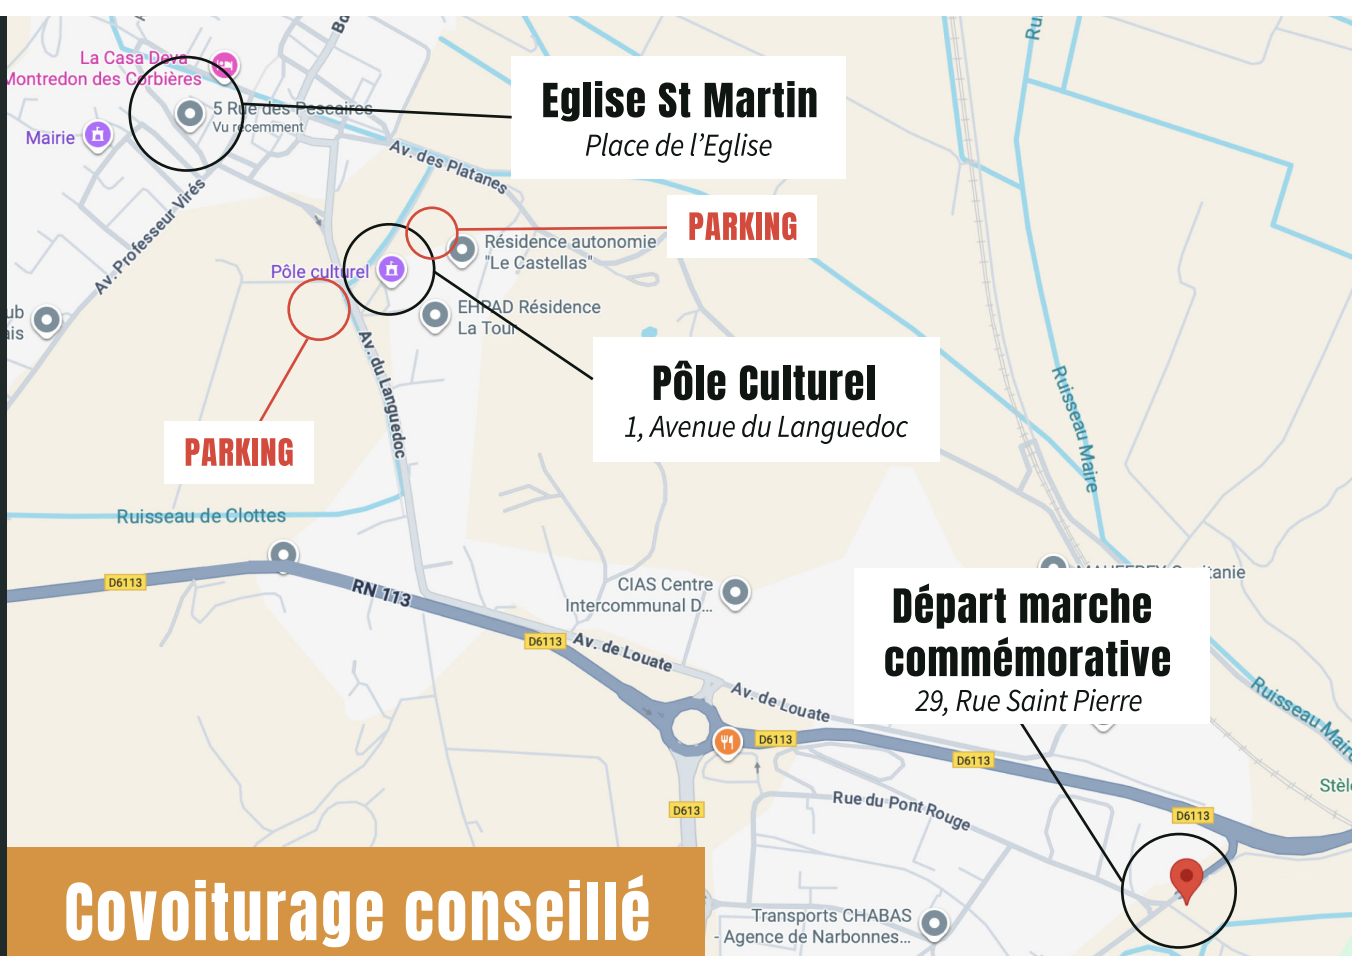 La Casa Deva
Montredon des Corbières
5 Rue des Pescaires
Vu récemment
Mairie
Eglise St Martin
Place de l'Eglise
Av. des Platanes
PARKING
Av. Professeur Virés
Résidence autonomie
"Le Castellas"
Pôle culturel
EHPAD Résidence
La Tour
Av. du Languedoc
Pôle Culturel
1, Avenue du Languedoc
PARKING
Ruisseau Maire
Ruisseau de Clottes
D6113
RN 113
CIAS Centre
Intercommunal D...
D6113
Av. de Louate
Départ marche
commémorative
29, Rue Saint Pierre
Av. de Louate
Ruisseau Maire
D6113
D6113
Rue du Pont Rouge
D613
D6113
Transports CHABAS
- Agence de Narbonnes...
Covoiturage conseillé